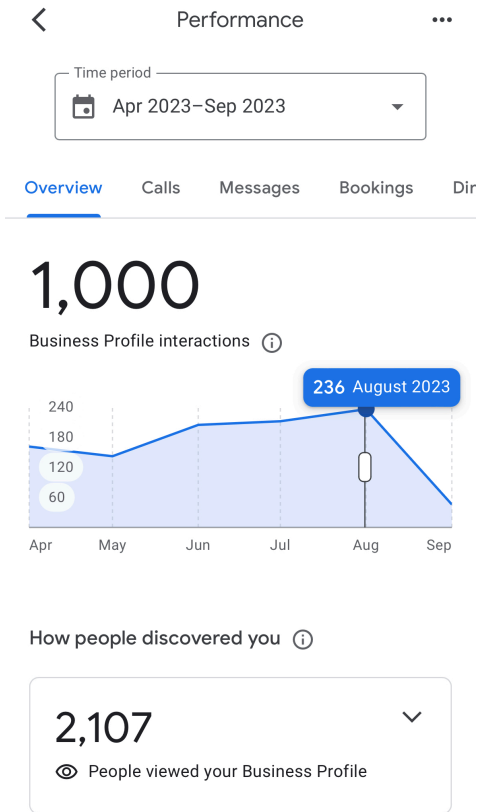 Performance
Time period
Apr 2023–Sep 2023
Overview Calls Messages Bookings Dir
1,000
Business Profile interactions
236 August 2023
240
180
120
60
Apr May Jun Jul Aug Sep
How people discovered you
2,107
People viewed your Business Profile